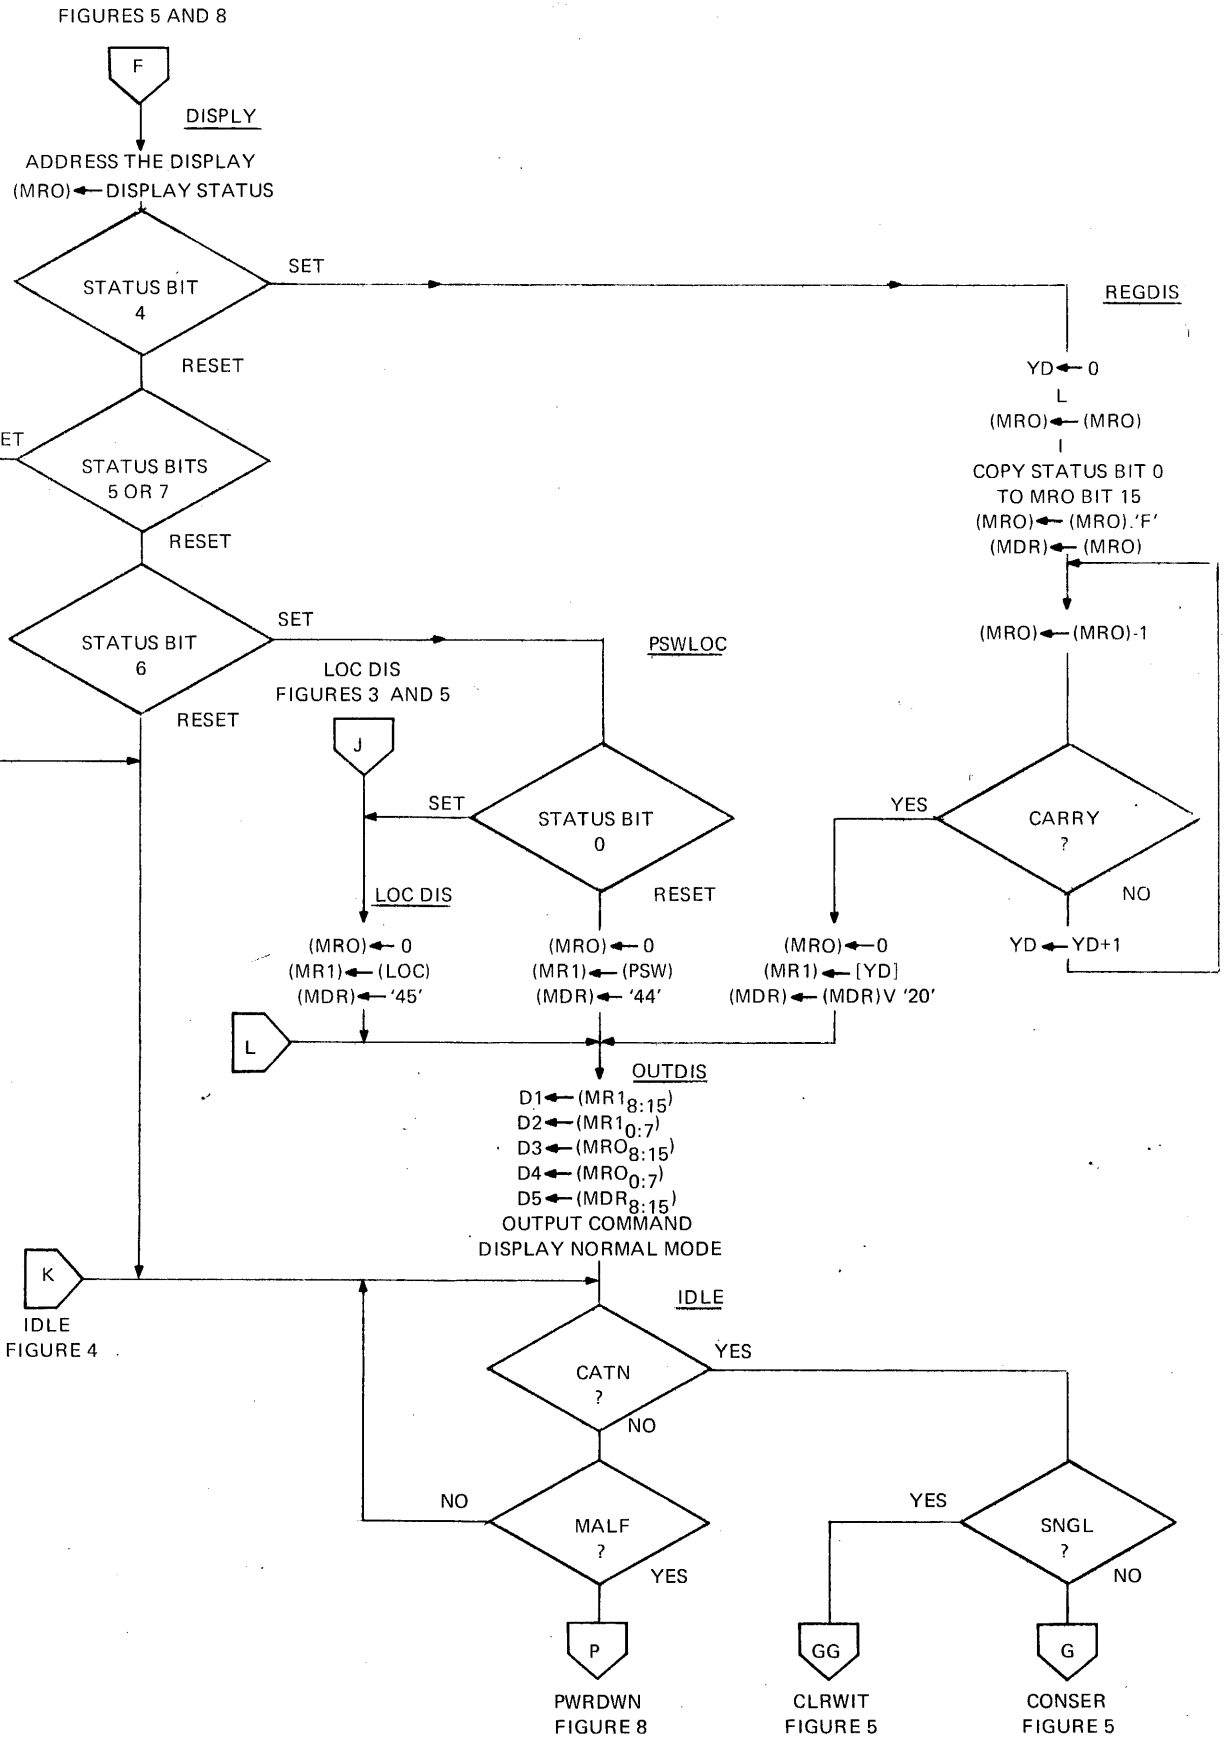 FIGURES 5 AND 8
F
DISPLY
ADDRESS THE DISPLAY
(MRO)←DISPLAY STATUS
STATUS BIT
4
SET
RESET
STATUS BITS
5 OR 7
ET
RESET
STATUS BIT
6
SET
RESET
PSWLOC
LOC DIS
FIGURES 3 AND 5
J
STATUS BIT
0
SET
RESET
LOC DIS
(MRO)←0
(MR1)←(LOC)
(MDR)←'45'
(MRO)←0
(MR1)←(PSW)
(MDR)←'44'
REGDIS
YD←0
L
(MRO)←(MRO)
I
COPY STATUS BIT 0
TO MRO BIT 15
(MRO)←(MRO).'F'
(MDR)←(MRO)
(MRO)←(MRO)-1
CARRY
?
YES
NO
YD←YD+1
(MRO)←0
(MR1)←[YD]
(MDR)←(MDR)V '20'
L
OUTDIS
D1←(MR1 8:15)
D2←(MR1 0:7)
D3←(MRO 8:15)
D4←(MRO 0:7)
D5←(MDR 8:15)
OUTPUT COMMAND
DISPLAY NORMAL MODE
K
IDLE
FIGURE 4
IDLE
CATN
?
YES
NO
MALF
?
NO
YES
SNGL
?
YES
NO
P
PWRDWN
FIGURE 8
GG
CLRWIT
FIGURE 5
G
CONSER
FIGURE 5